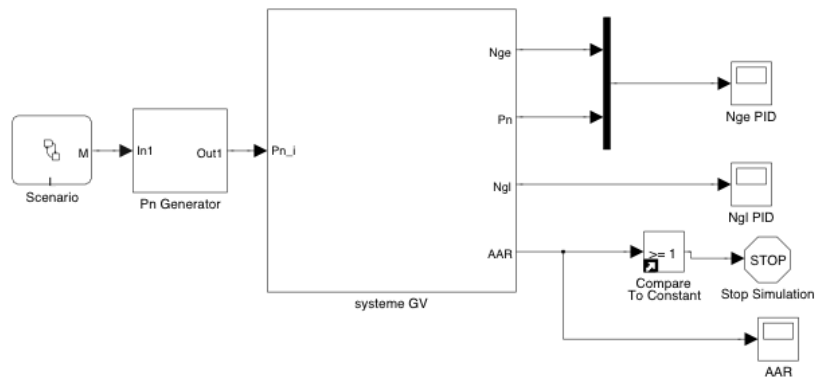 Nge
Pn
Nge PID
M
In1
Out1
Pn_i
Scenario
Pn Generator
Ngl
Ngl PID
AAR
>= 1
STOP
Compare
To Constant
Stop Simulation
systeme GV
AAR